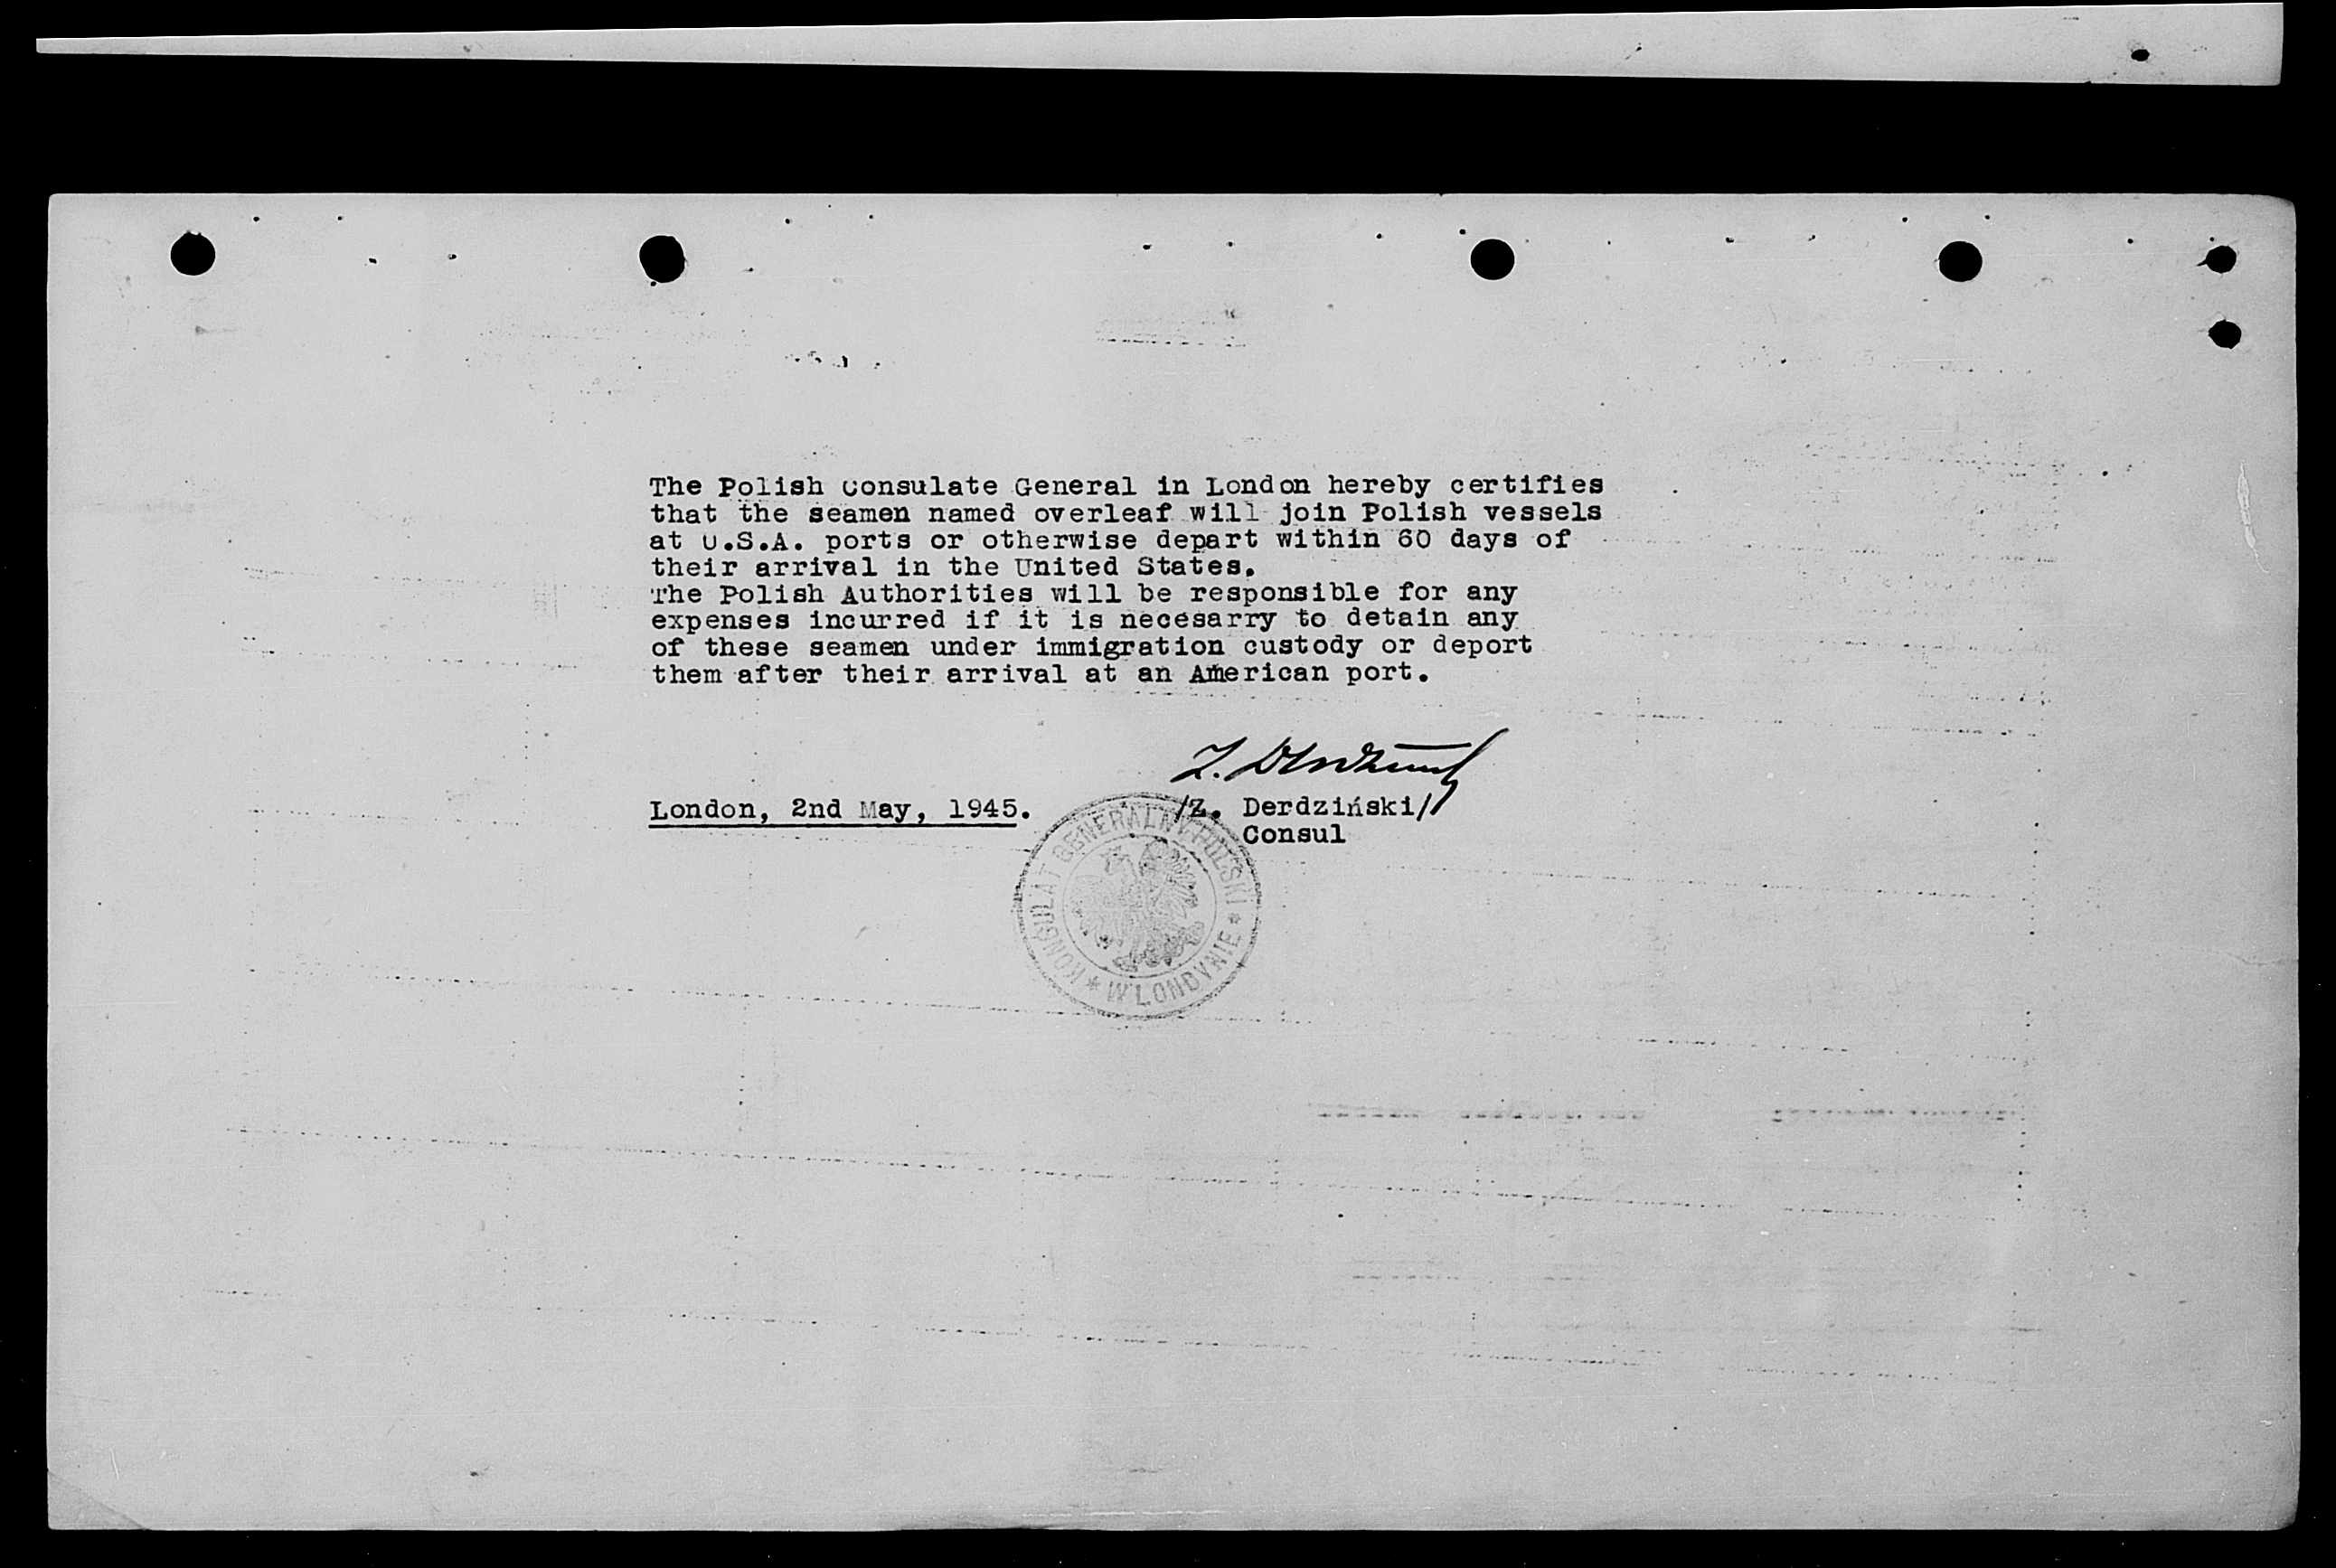 The Polish Consulate General in London hereby certifies
that the seamen named overleaf will join Polish vessels
at U.S.A. ports or otherwise depart within 60 days of
their arrival in the United States.
The Polish Authorities will be responsible for any
expenses incurred if it is necesarry to detain any
of these seamen under immigration custody or deport
them after their arrival at an American port.
London, 2nd May, 1945.
/Z. Derdziński/
Consul
KONSULAT GENERALNY POLSKI
* W LONDYNIE *